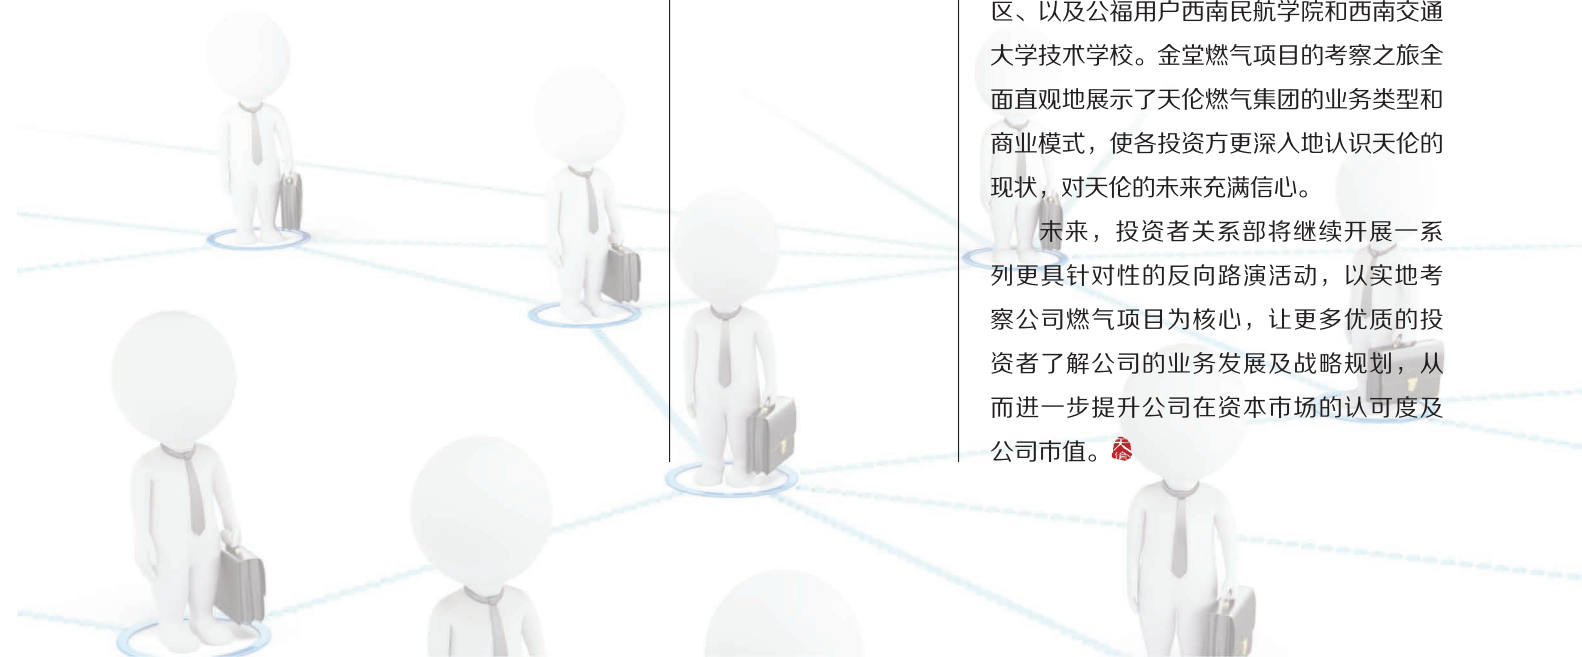 区、以及公福用户西南民航学院和西南交通
大学技术学校。金堂燃气项目的考察之旅全
面直观地展示了天伦燃气集团的业务类型和
商业模式，使各投资方更深入地认识天伦的
现状，对天伦的未来充满信心。
未来，投资者关系部将继续开展一系
列更具针对性的反向路演活动，以实地考
察公司燃气项目为核心，让更多优质的投
资者了解公司的业务发展及战略规划，从
而进一步提升公司在资本市场的认可度及
公司市值。天伦